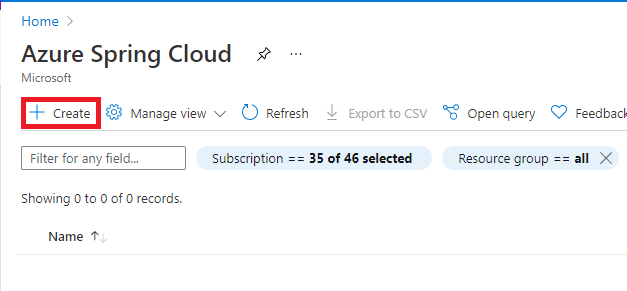 Home
Azure Spring Cloud
Microsoft
Create Manage view Refresh Export to CSV Open query Feedback
Filter for any field... Subscription == 35 of 46 selected Resource group == all
Showing 0 to 0 of 0 records.
Name